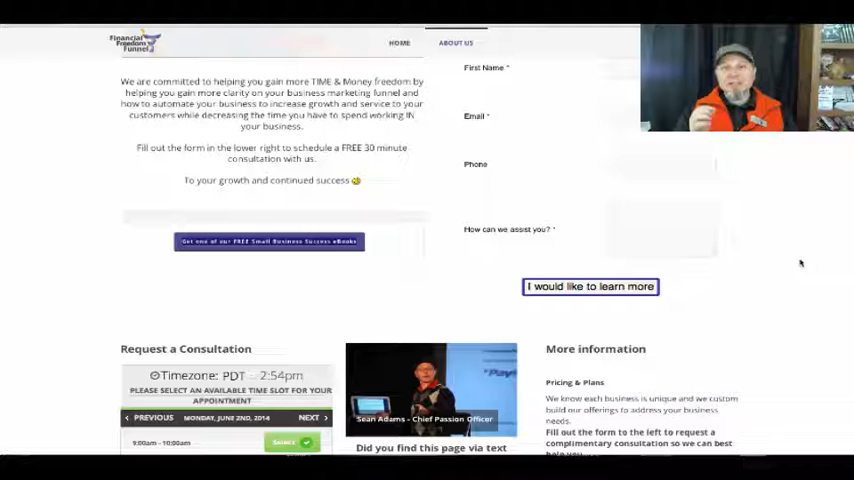 Financial
Freedom
Funnel
HOME
ABOUT US
We are committed to helping you gain more TIME & Money freedom by
helping you gain more clarity on your business marketing funnel and
how to automate your business to increase growth and service to your
customers while decreasing the time you have to spend working IN
your business.
Fill out the form in the lower right to schedule a FREE 30 minute
consultation with us.
To your growth and continued success
Get one of our FREE Small Business Success eBooks
First Name *
Email *
Phone
How can we assist you? *
I would like to learn more
Request a Consultation
Timezone: PDT - 2:54pm
PLEASE SELECT AN AVAILABLE TIME SLOT FOR YOUR
APPOINTMENT
PREVIOUS MONDAY, JUNE 2ND, 2014 NEXT
9:00am - 10:00am
Select
Sean Adams - Chief Passion Officer
Did you find this page via text
More information
Pricing & Plans
We know each business is unique and we custom
build our offerings to address your business
needs.
Fill out the form to the left to request a
complimentary consultation so we can best
help you